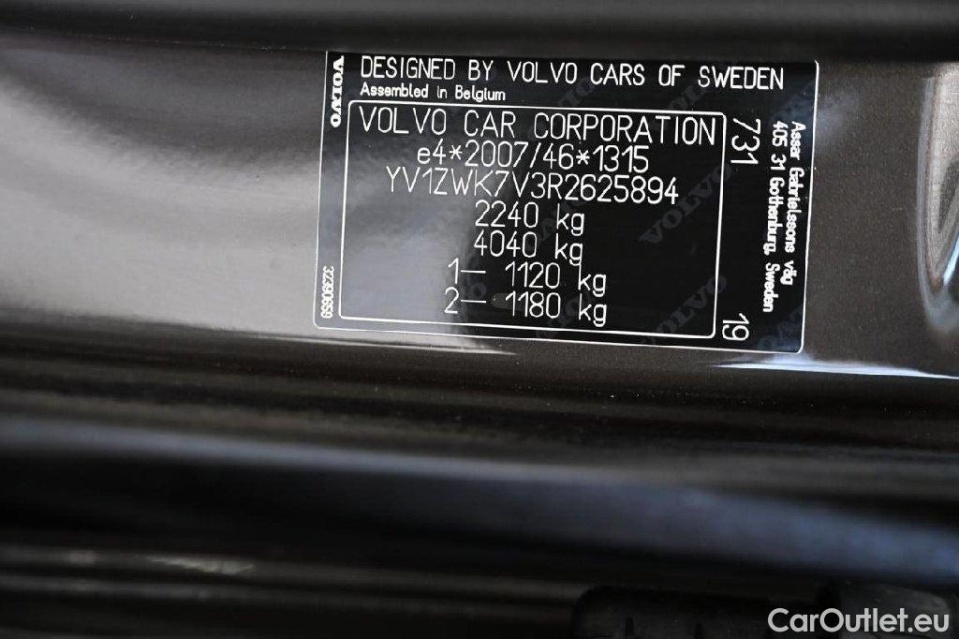 VOLVO
DESIGNED BY VOLVO CARS OF SWEDEN
Assembled in Belgium
VOLVO CAR CORPORATION
e4*2007/46*1315
YV1ZWK7V3R2625894
2240 kg
4040 kg
1— 1120 kg
2— 1180 kg
731
19
Assar Gabrielssons väg
405 31 Gothenburg, Sweden
32390659
CarOutlet.eu